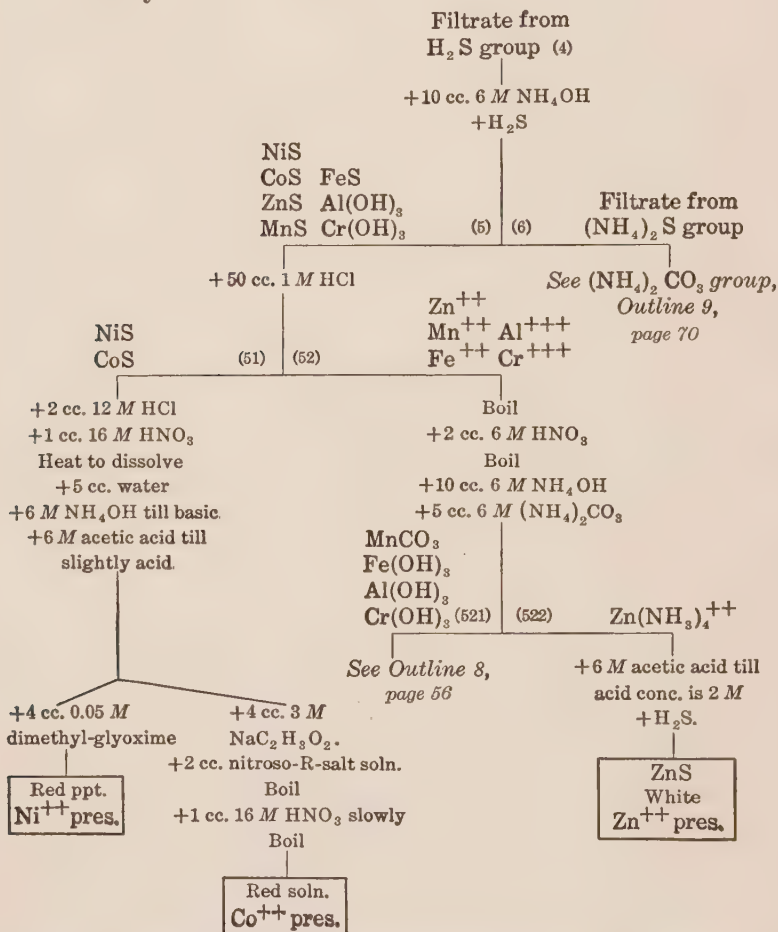 Filtrate from
H₂S group (4)
+10 cc. 6 M NH₄OH
+H₂S
NiS
CoS FeS
ZnS Al(OH)₃
MnS Cr(OH)₃
(5) (6)
Filtrate from
(NH₄)₂S group
+50 cc. 1 M HCl
See (NH₄)₂CO₃ group,
Outline 9,
page 70
NiS
CoS
(51) (52)
Zn⁺⁺
Mn⁺⁺ Al⁺⁺⁺
Fe⁺⁺ Cr⁺⁺⁺
+2 cc. 12 M HCl
+1 cc. 16 M HNO₃
Heat to dissolve
+5 cc. water
+6 M NH₄OH till basic.
+6 M acetic acid till
slightly acid.
Boil
+2 cc. 6 M HNO₃
Boil
+10 cc. 6 M NH₄OH
+5 cc. 6 M (NH₄)₂CO₃
MnCO₃
Fe(OH)₃
Al(OH)₃
Cr(OH)₃ (521) (522) Zn(NH₃)₄⁺⁺
See Outline 8,
page 56
+6 M acetic acid till
acid conc. is 2 M
+H₂S.
ZnS
White
Zn⁺⁺ pres.
+4 cc. 0.05 M
dimethyl-glyoxime
Red ppt.
Ni⁺⁺ pres.
+4 cc. 3 M
NaC₂H₃O₂.
+2 cc. nitroso-R-salt soln.
Boil
+1 cc. 16 M HNO₃ slowly
Boil
Red soln.
Co⁺⁺ pres.